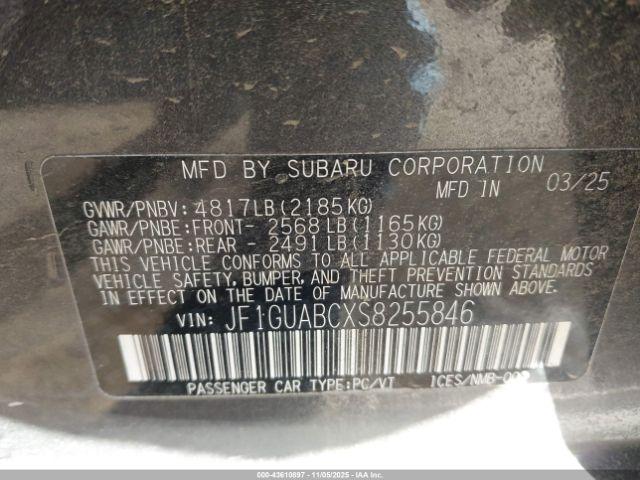 MFD BY SUBARU CORPORATION
MFD IN 03/25
GVWR/PNBV: 4817LB (2185KG)
GAWR/PNBE:FRONT- 2568 LB (1165KG)
GAWR/PNBE:REAR - 2491 LB (1130KG)
THIS VEHICLE CONFORMS TO ALL APPLICABLE FEDERAL MOTOR
VEHICLE SAFETY, BUMPER, AND THEFT PREVENTION STANDARDS
IN EFFECT ON THE DATE OF MANUFACTURE SHOWN ABOVE.
VIN: JF1GUABCXS8255846
PASSENGER CAR TYPE:PC/VT ICES/NMB-002
000-43610897 - 11/05/2025 - IAA Inc.